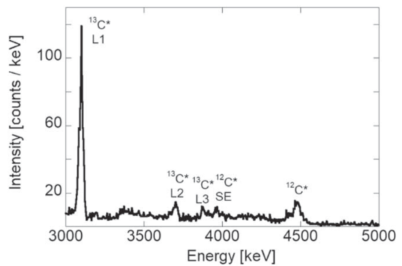 ¹³C*
L1
100
60
20
¹³C*
L2
¹³C*
L3
¹²C*
SE
¹²C*
3000 3500 4000 4500 5000
Energy [keV]
Intensity [counts / keV]